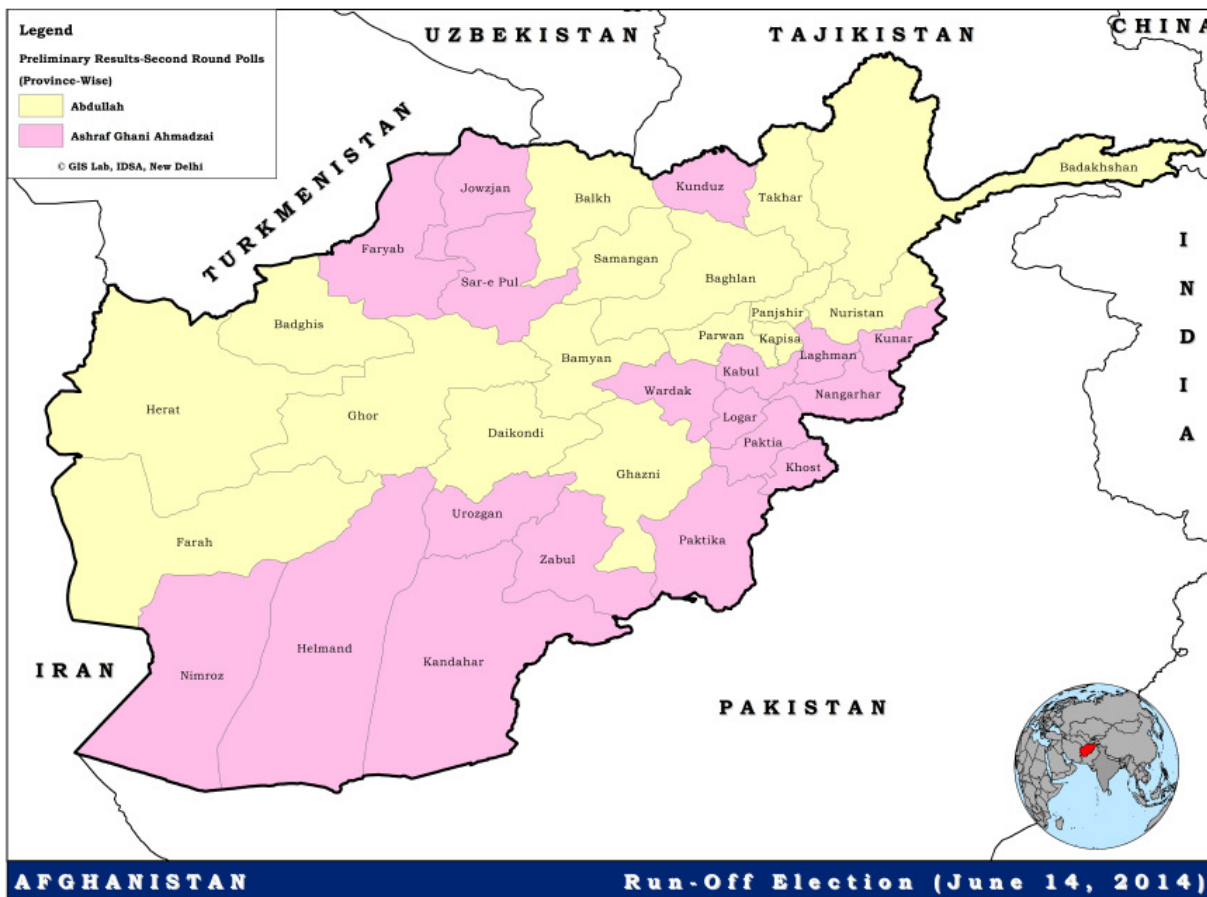 Legend
Preliminary Results-Second Round Polls
(Province-Wise)
Abdullah
Ashraf Ghani Ahmadzai
© GIS Lab, IDSA, New Delhi
UZBEKISTAN
TAJIKISTAN
CHINA
TURKMENISTAN
Badakhshan
Jowzjan
Kunduz
Balkh
Takhar
Faryab
Samangan
Sar-e Pul
Baghlan
Panjshir
Nuristan
Badghis
Parwan
Kapisa
Kunar
Laghman
Bamyan
Kabul
Wardak
Nangarhar
Herat
Ghor
Logar
Daikondi
Paktia
Khost
Ghazni
Urozgan
Farah
Paktika
Zabul
Helmand
Kandahar
Nimroz
IRAN
PAKISTAN
INDIA
AFGHANISTAN
Run-Off Election (June 14, 2014)